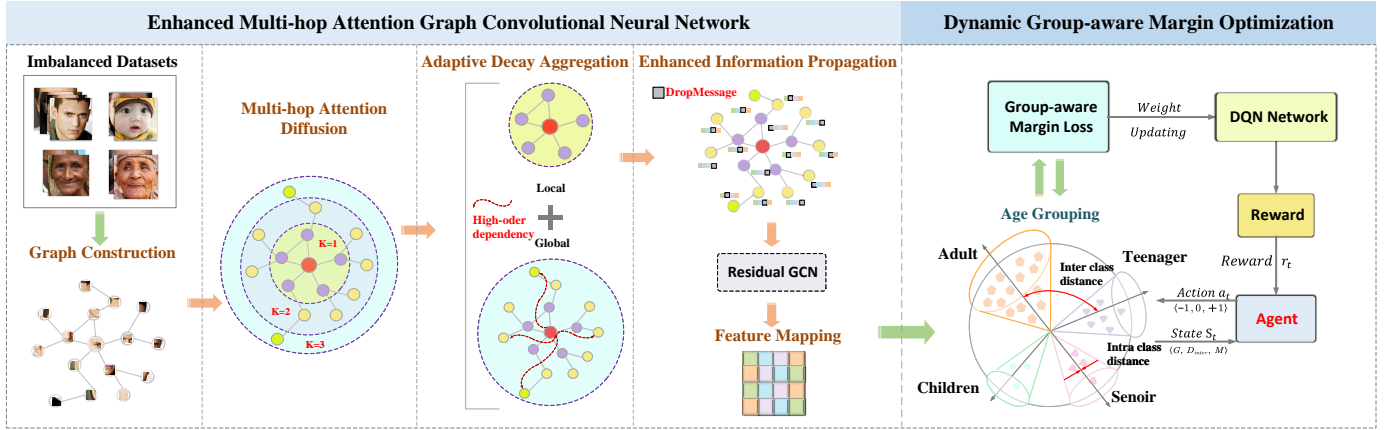 Enhanced Multi-hop Attention Graph Convolutional Neural Network
Dynamic Group-aware Margin Optimization
Imbalanced Datasets
Graph Construction
Multi-hop Attention
Diffusion
K=1
K=2
K=3
Adaptive Decay Aggregation
Local
High-oder
dependency
Global
Enhanced Information Propagation
DropMessage
Residual GCN
Feature Mapping
Group-aware
Margin Loss
Weight
Updating
DQN Network
Reward
Reward r_t
Agent
Action a_t
{-1, 0, +1}
State S_t
{G, D_inter, M}
Age Grouping
Adult
Teenager
Inter class
distance
Intra class
distance
Children
Senoir